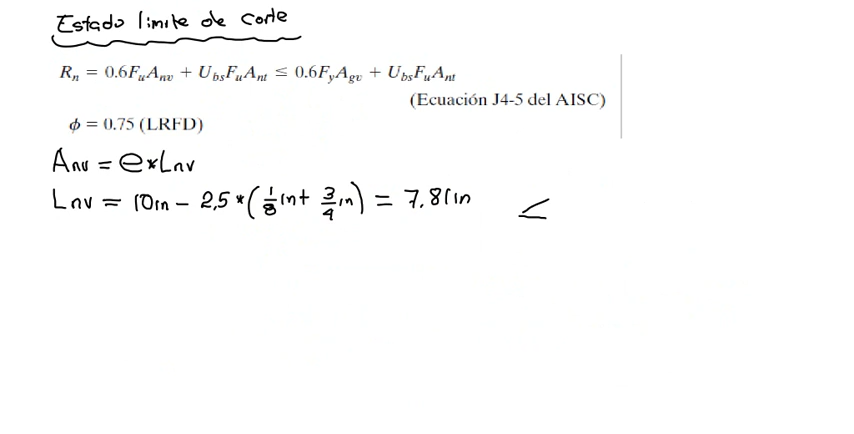 Estado limite de corte
Rn = 0.6FuAnv + UbsFuAnt ≤ 0.6FyAgv + UbsFuAnt
(Ecuación J4-5 del AISC)
ϕ = 0.75 (LRFD)
Anv = e*Lnv
Lnv = 10in - 2,5*(1/8in + 3/4in) = 7.81in ≤